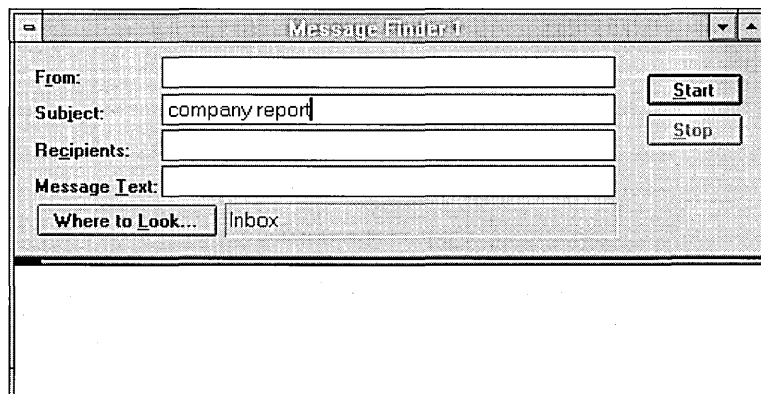 Message Finder 1
From:
Start
Subject: company report
Stop
Recipients:
Message Text:
Where to Look... Inbox